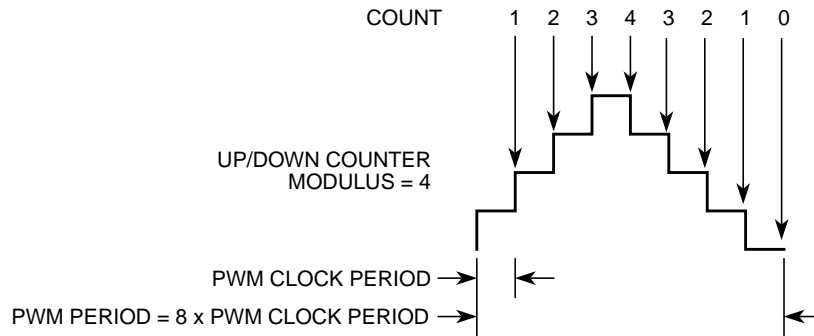 COUNT 1 2 3 4 3 2 1 0
UP/DOWN COUNTER
MODULUS = 4
PWM CLOCK PERIOD
PWM PERIOD = 8 x PWM CLOCK PERIOD